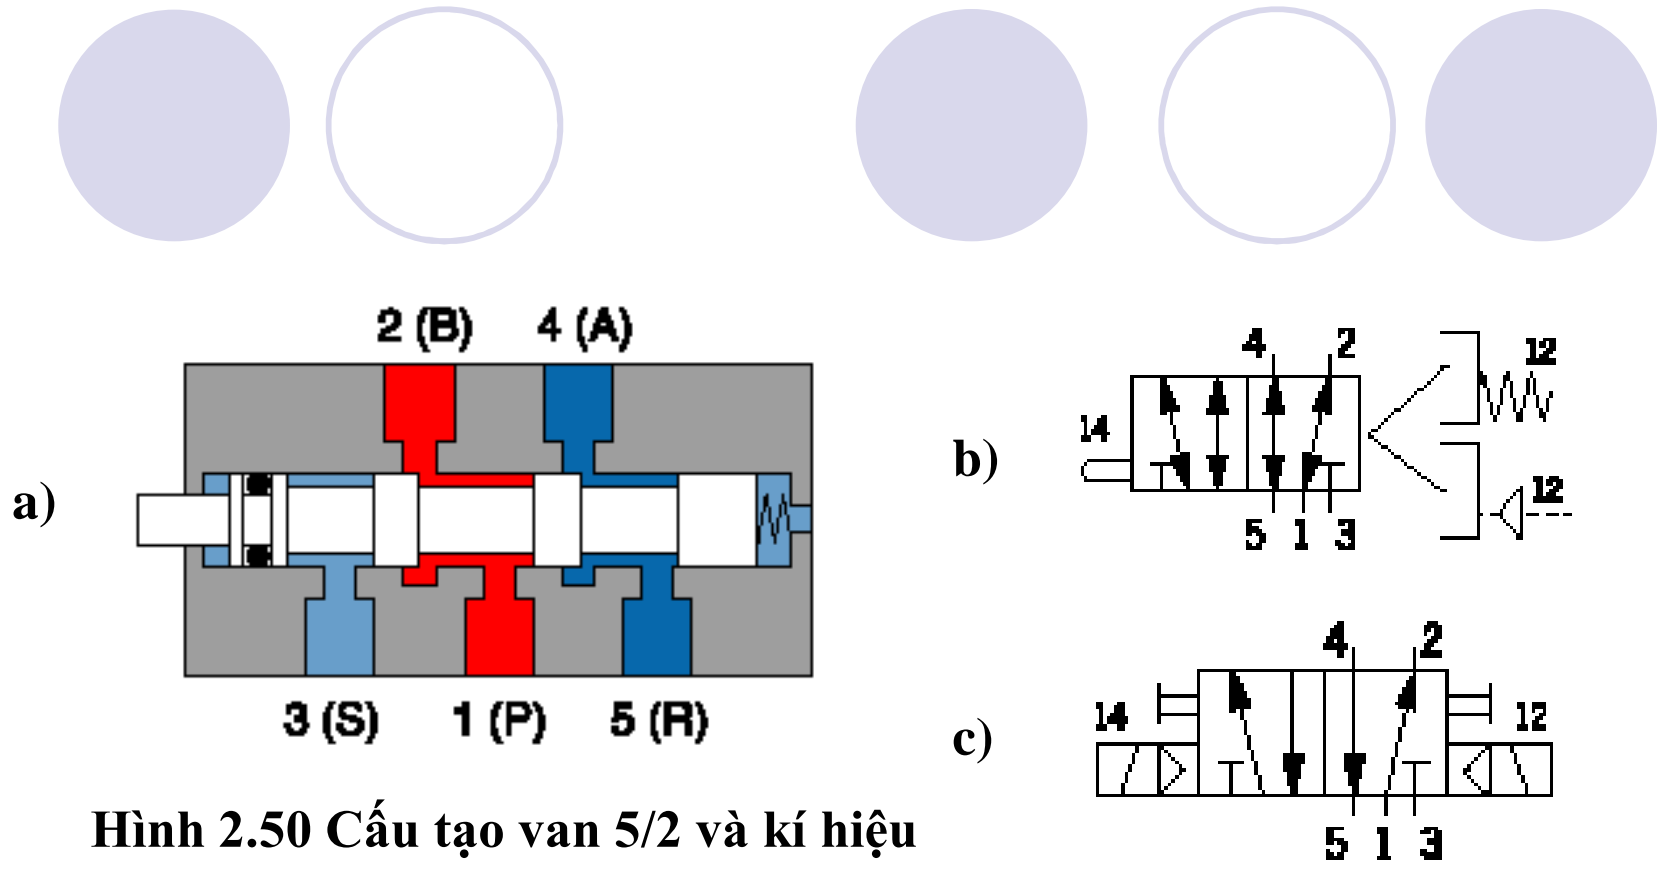 2 (B) 4 (A)
a)
3 (S) 1 (P) 5 (R)
b)
4 2
14
12
12
5 1 3
c)
4 2
14 12
5 1 3
Hình 2.50 Cấu tạo van 5/2 và kí hiệu